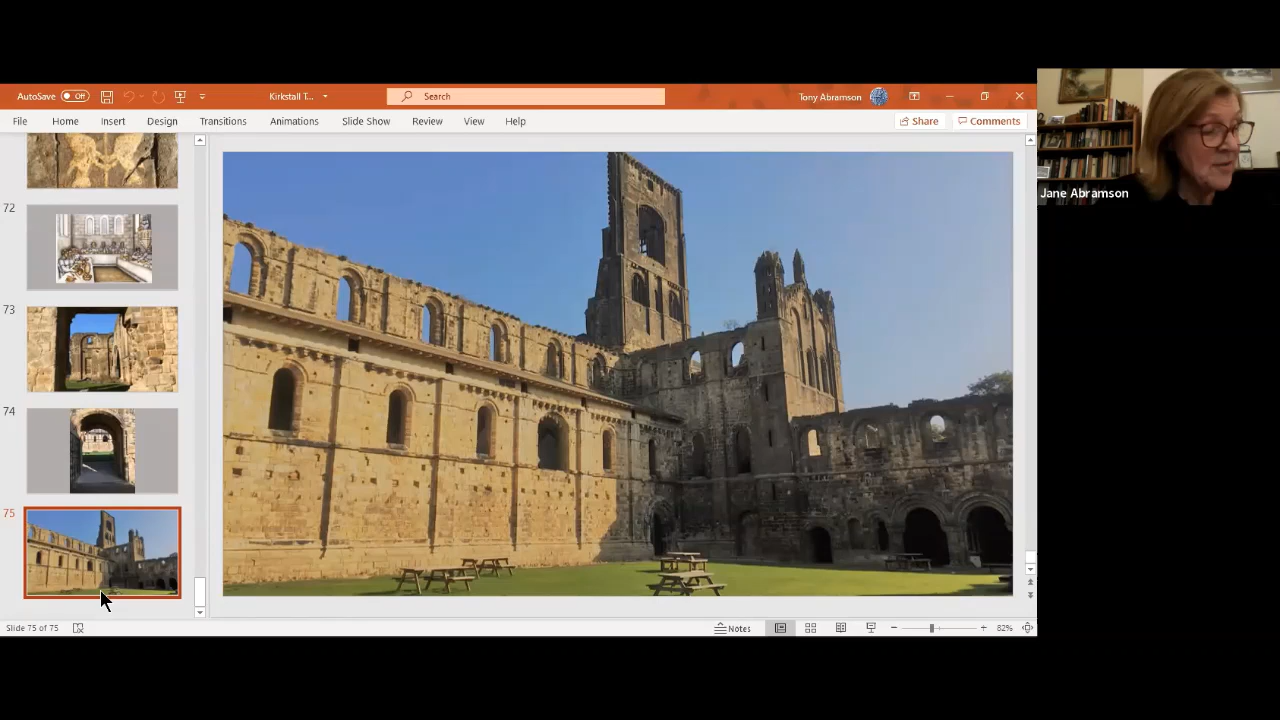 AutoSave Off
Kirkstall T...
Search
Tony Abramson
File Home Insert Design Transitions Animations Slide Show Review View Help Share Comments
72
73
74
75
Jane Abramson
Slide 75 of 75
Notes
82%